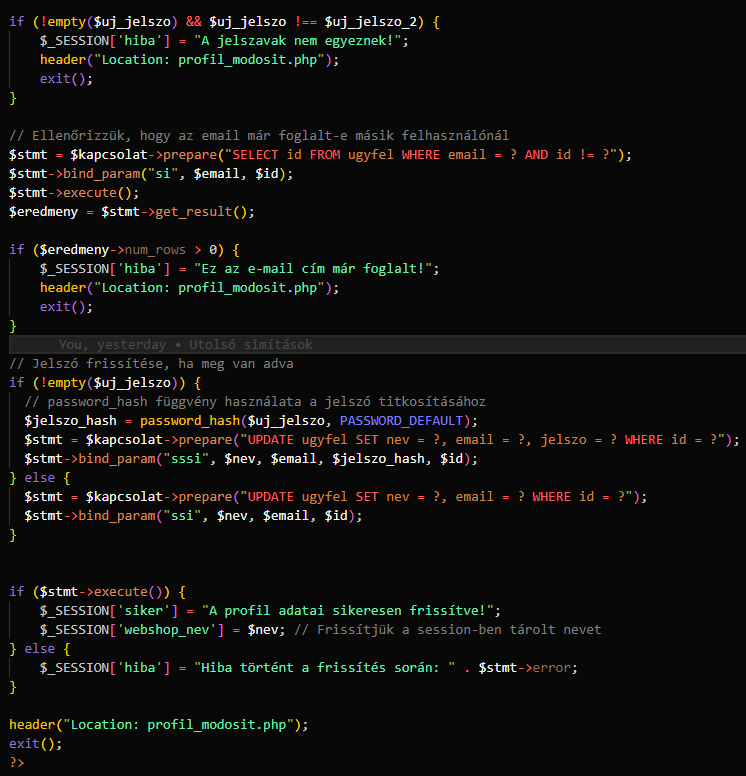 if (!empty($uj_jelszo) && $uj_jelszo !== $uj_jelszo_2) {
    $_SESSION['hiba'] = "A jelszavak nem egyeznek!";
    header("Location: profil_modosit.php");
    exit();
}

// Ellenőrizzük, hogy az email már foglalt-e másik felhasználónál
$stmt = $kapcsolat->prepare("SELECT id FROM ugyfel WHERE email = ? AND id != ?");
$stmt->bind_param("si", $email, $id);
$stmt->execute();
$eredmeny = $stmt->get_result();

if ($eredmeny->num_rows > 0) {
    $_SESSION['hiba'] = "Ez az e-mail cím már foglalt!";
    header("Location: profil_modosit.php");
    exit();
}
You, yesterday • Utolsó simítások
// Jelszó frissítése, ha meg van adva
if (!empty($uj_jelszo)) {
  // password_hash függvény használata a jelszó titkosításához
  $jelszo_hash = password_hash($uj_jelszo, PASSWORD_DEFAULT);
  $stmt = $kapcsolat->prepare("UPDATE ugyfel SET nev = ?, email = ?, jelszo = ? WHERE id = ?");
  $stmt->bind_param("sssi", $nev, $email, $jelszo_hash, $id);
} else {
  $stmt = $kapcsolat->prepare("UPDATE ugyfel SET nev = ?, email = ? WHERE id = ?");
  $stmt->bind_param("ssi", $nev, $email, $id);
}


if ($stmt->execute()) {
    $_SESSION['siker'] = "A profil adatai sikeresen frissítve!";
    $_SESSION['webshop_nev'] = $nev; // Frissítjük a session-ben tárolt nevet
} else {
    $_SESSION['hiba'] = "Hiba történt a frissítés során: " . $stmt->error;
}

header("Location: profil_modosit.php");
exit();
?>